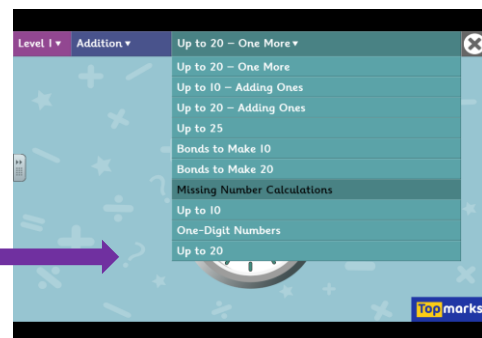 Level 1 ▾ Addition ▾ Up to 20 – One More ▾
Up to 20 – One More
Up to 10 – Adding Ones
Up to 20 – Adding Ones
Up to 25
Bonds to Make 10
Bonds to Make 20
Missing Number Calculations
Up to 10
One-Digit Numbers
Up to 20
Topmarks